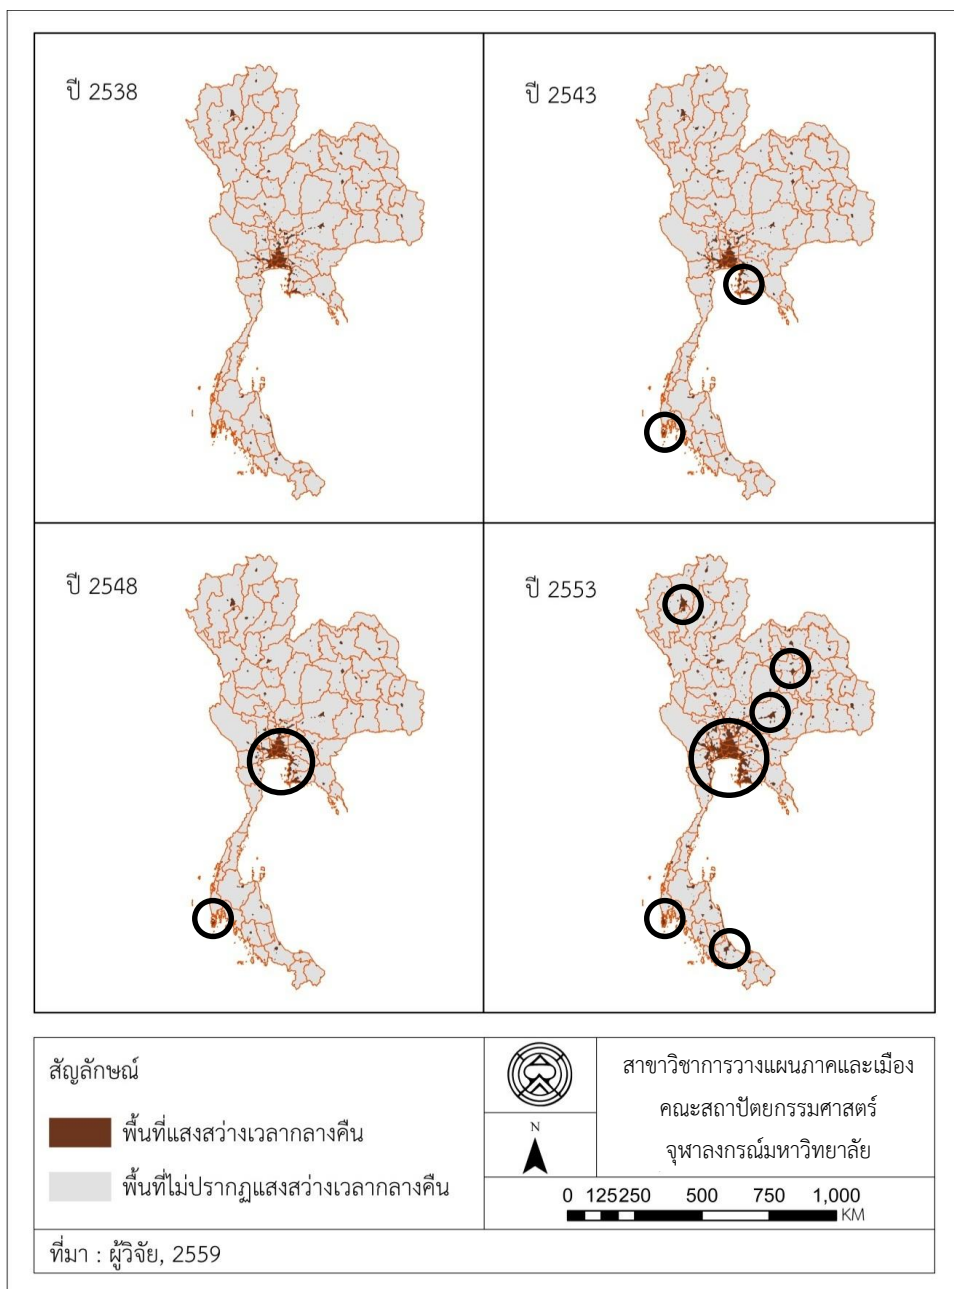 ปี 2538
ปี 2543
ปี 2548
ปี 2553
สัญลักษณ์
พื้นที่แสงสว่างเวลากลางคืน
พื้นที่ไม่ปรากฏแสงสว่างเวลากลางคืน
N
สาขาวิชาการวางแผนภาคและเมือง
คณะสถาปัตยกรรมศาสตร์
จุฬาลงกรณ์มหาวิทยาลัย
0 125250 500 750 1,000
KM
ที่มา : ผู้วิจัย, 2559